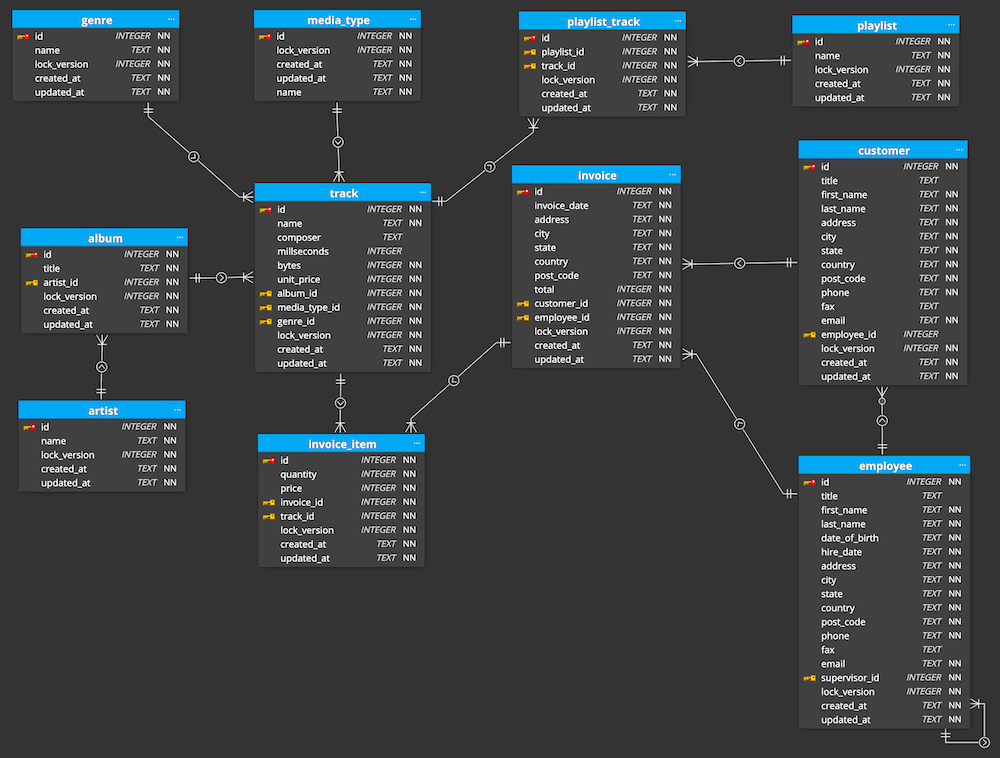 genre ...
id INTEGER NN
name TEXT NN
lock_version INTEGER NN
created_at TEXT NN
updated_at TEXT NN
media_type ...
id INTEGER NN
lock_version INTEGER NN
created_at TEXT NN
updated_at TEXT NN
name TEXT NN
playlist_track ...
id INTEGER NN
playlist_id INTEGER NN
track_id INTEGER NN
lock_version INTEGER NN
created_at TEXT NN
updated_at TEXT NN
playlist ...
id INTEGER NN
name TEXT NN
lock_version INTEGER NN
created_at TEXT NN
updated_at TEXT NN
track ...
id INTEGER NN
name TEXT NN
composer TEXT
millseconds INTEGER
bytes INTEGER NN
unit_price INTEGER NN
album_id INTEGER NN
media_type_id INTEGER NN
genre_id INTEGER NN
lock_version INTEGER NN
created_at TEXT NN
updated_at TEXT NN
invoice ...
id INTEGER NN
invoice_date TEXT NN
address TEXT NN
city TEXT NN
state TEXT NN
country TEXT NN
post_code TEXT NN
total INTEGER NN
customer_id INTEGER NN
employee_id INTEGER NN
lock_version INTEGER NN
created_at TEXT NN
updated_at TEXT NN
customer ...
id INTEGER NN
title TEXT
first_name TEXT NN
last_name TEXT NN
address TEXT NN
city TEXT NN
state TEXT NN
country TEXT NN
post_code TEXT NN
phone TEXT NN
fax TEXT
email TEXT NN
employee_id INTEGER
lock_version INTEGER NN
created_at TEXT NN
updated_at TEXT NN
album ...
id INTEGER NN
title TEXT NN
artist_id INTEGER NN
lock_version INTEGER NN
created_at TEXT NN
updated_at TEXT NN
artist ...
id INTEGER NN
name TEXT NN
lock_version INTEGER NN
created_at TEXT NN
updated_at TEXT NN
invoice_item ...
id INTEGER NN
quantity INTEGER NN
price INTEGER NN
invoice_id INTEGER NN
track_id INTEGER NN
lock_version INTEGER NN
created_at TEXT NN
updated_at TEXT NN
employee ...
id INTEGER NN
title TEXT
first_name TEXT NN
last_name TEXT NN
date_of_birth TEXT NN
hire_date TEXT NN
address TEXT NN
city TEXT NN
state TEXT NN
country TEXT NN
post_code TEXT NN
phone TEXT NN
fax TEXT
email TEXT NN
supervisor_id INTEGER NN
lock_version INTEGER NN
created_at TEXT NN
updated_at TEXT NN